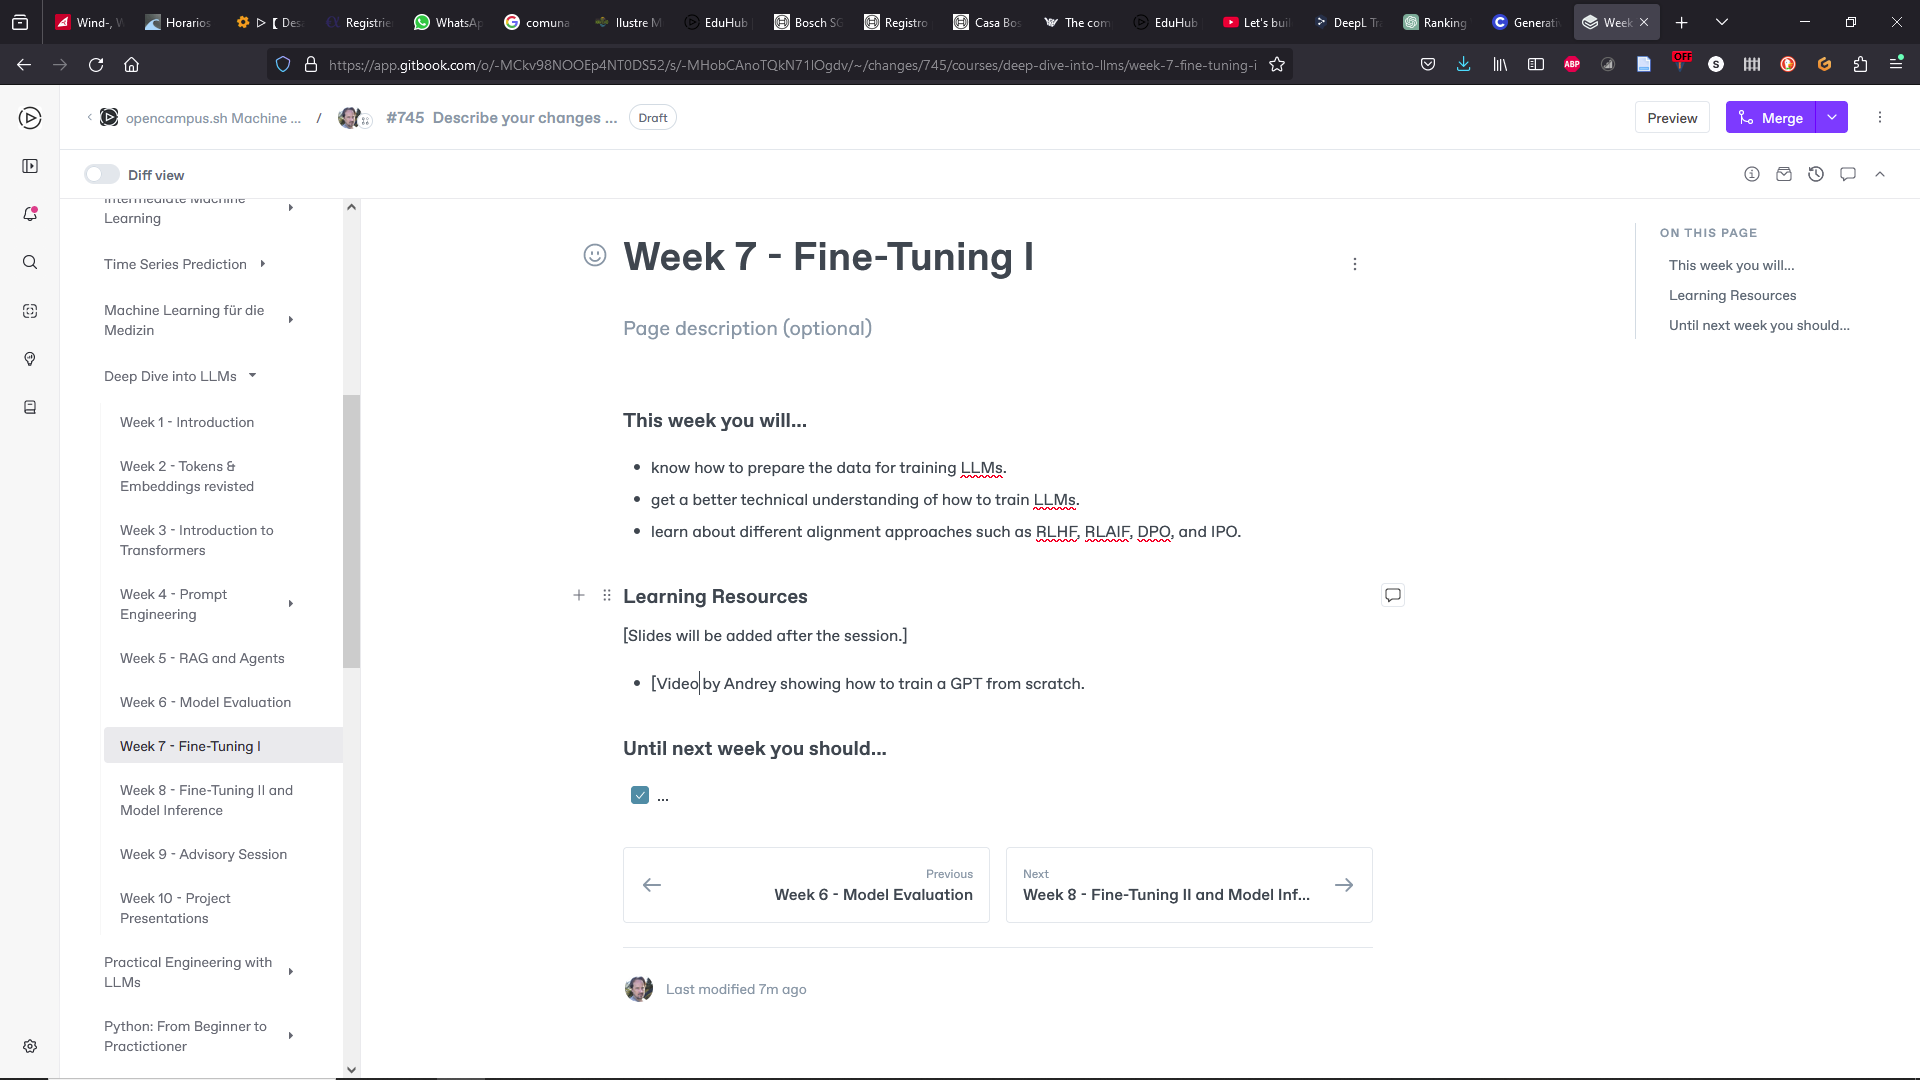 Wind-, W
Horarios
[ Des
Registrie
WhatsAp
comuna
Ilustre M
EduHub
Bosch SG
Registro
Casa Bos
The com
EduHub
Let's buil
DeepL Tr
Ranking
Generati
Week
https://app.gitbook.com/o/-MCkv98NOOEp4NT0DS52/s/-MHobCAnoTQkN71IOgdv/~/changes/745/courses/deep-dive-into-llms/week-7-fine-tuning-i
ABP
OFF
S
opencampus.sh Machine ... / #745 Describe your changes ... Draft
Preview
Merge
Diff view
Intermediate Machine
Learning
Time Series Prediction
Machine Learning für die
Medizin
Deep Dive into LLMs
Week 1 - Introduction
Week 2 - Tokens &
Embeddings revisted
Week 3 - Introduction to
Transformers
Week 4 - Prompt
Engineering
Week 5 - RAG and Agents
Week 6 - Model Evaluation
Week 7 - Fine-Tuning I
Week 8 - Fine-Tuning II and
Model Inference
Week 9 - Advisory Session
Week 10 - Project
Presentations
Practical Engineering with
LLMs
Python: From Beginner to
Practictioner
Week 7 - Fine-Tuning I
Page description (optional)
This week you will...
• know how to prepare the data for training LLMs.
• get a better technical understanding of how to train LLMs.
• learn about different alignment approaches such as RLHF, RLAIF, DPO, and IPO.
Learning Resources
[Slides will be added after the session.]
• [Video by Andrey showing how to train a GPT from scratch.
Until next week you should...
...
Previous
Week 6 - Model Evaluation
Next
Week 8 - Fine-Tuning II and Model Inf...
Last modified 7m ago
ON THIS PAGE
This week you will...
Learning Resources
Until next week you should...